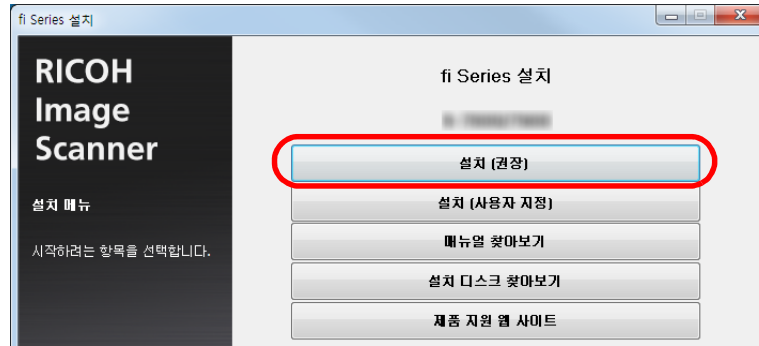 fi Series 설치
RICOH
Image
Scanner
설치 메뉴
시작하려는 항목을 선택합니다.
fi Series 설치
설치 (권장)
설치 (사용자 지정)
매뉴얼 찾아보기
설치 디스크 찾아보기
제품 지원 웹 사이트